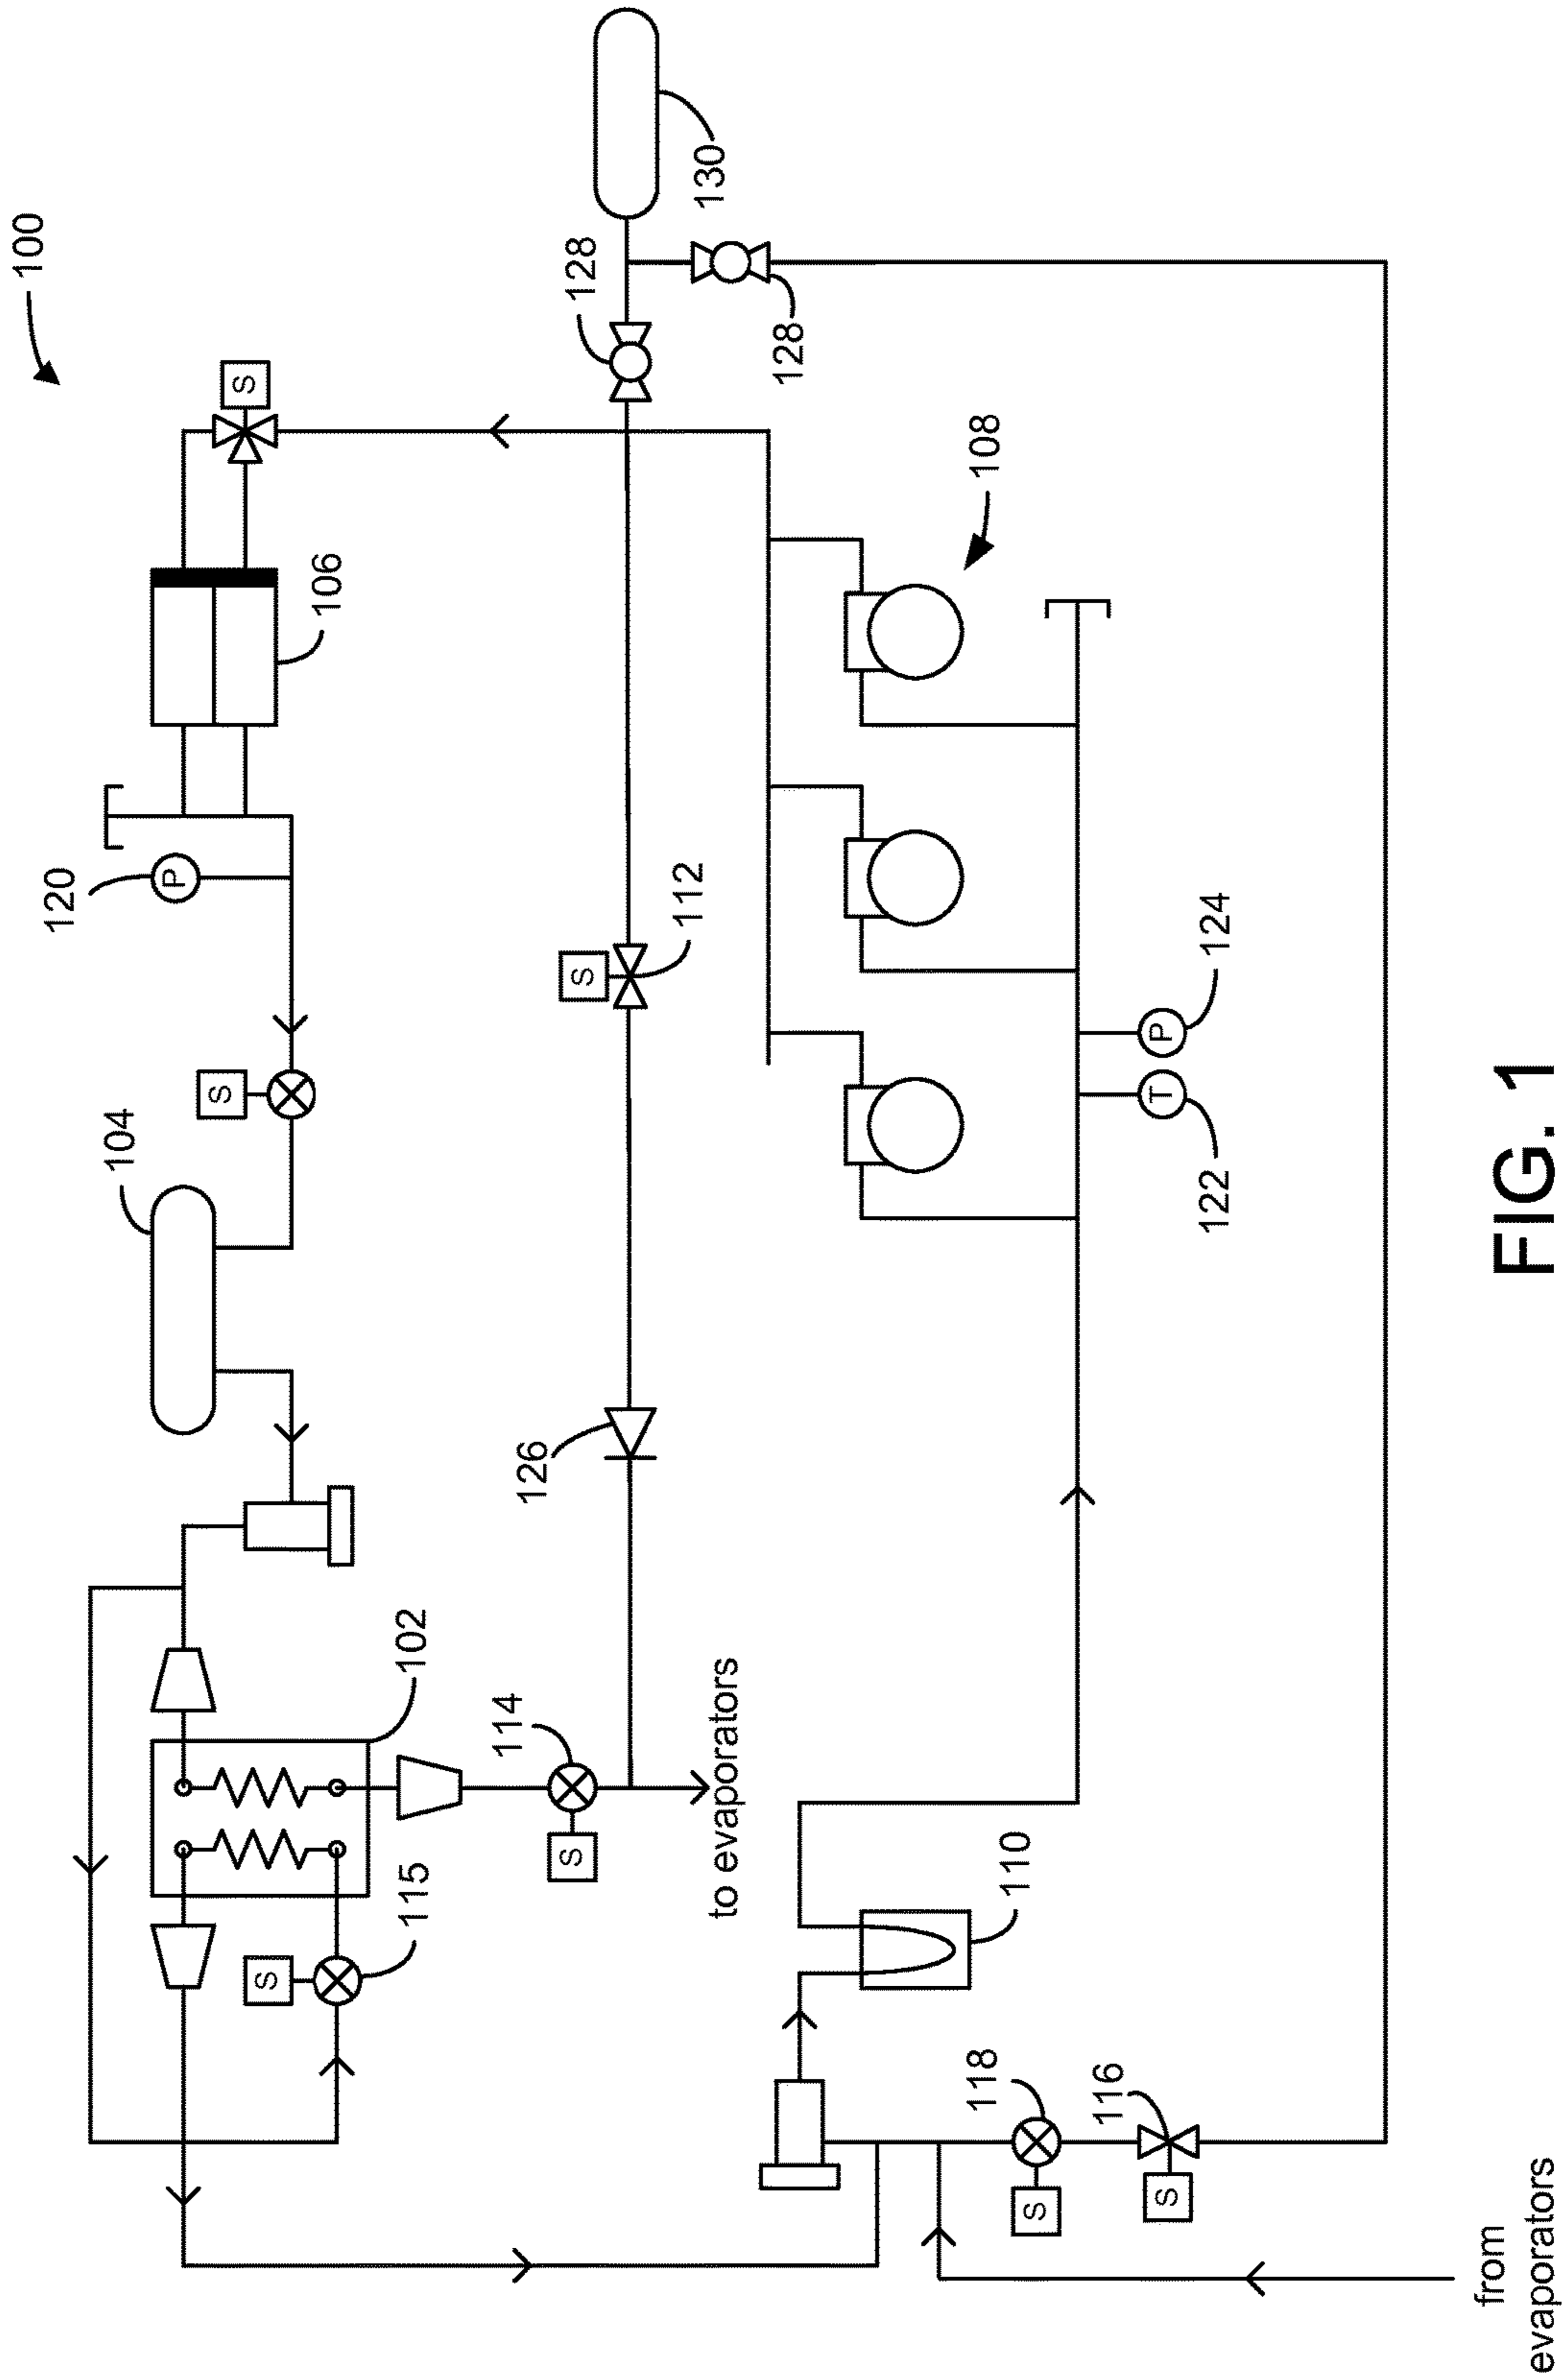 100
130
128
128
106
108
120
112
104
124
122
126
102
114
115
110
118
116
S
S
S
S
S
S
S
P
P
T
to evaporators
from
evaporators
FIG. 1